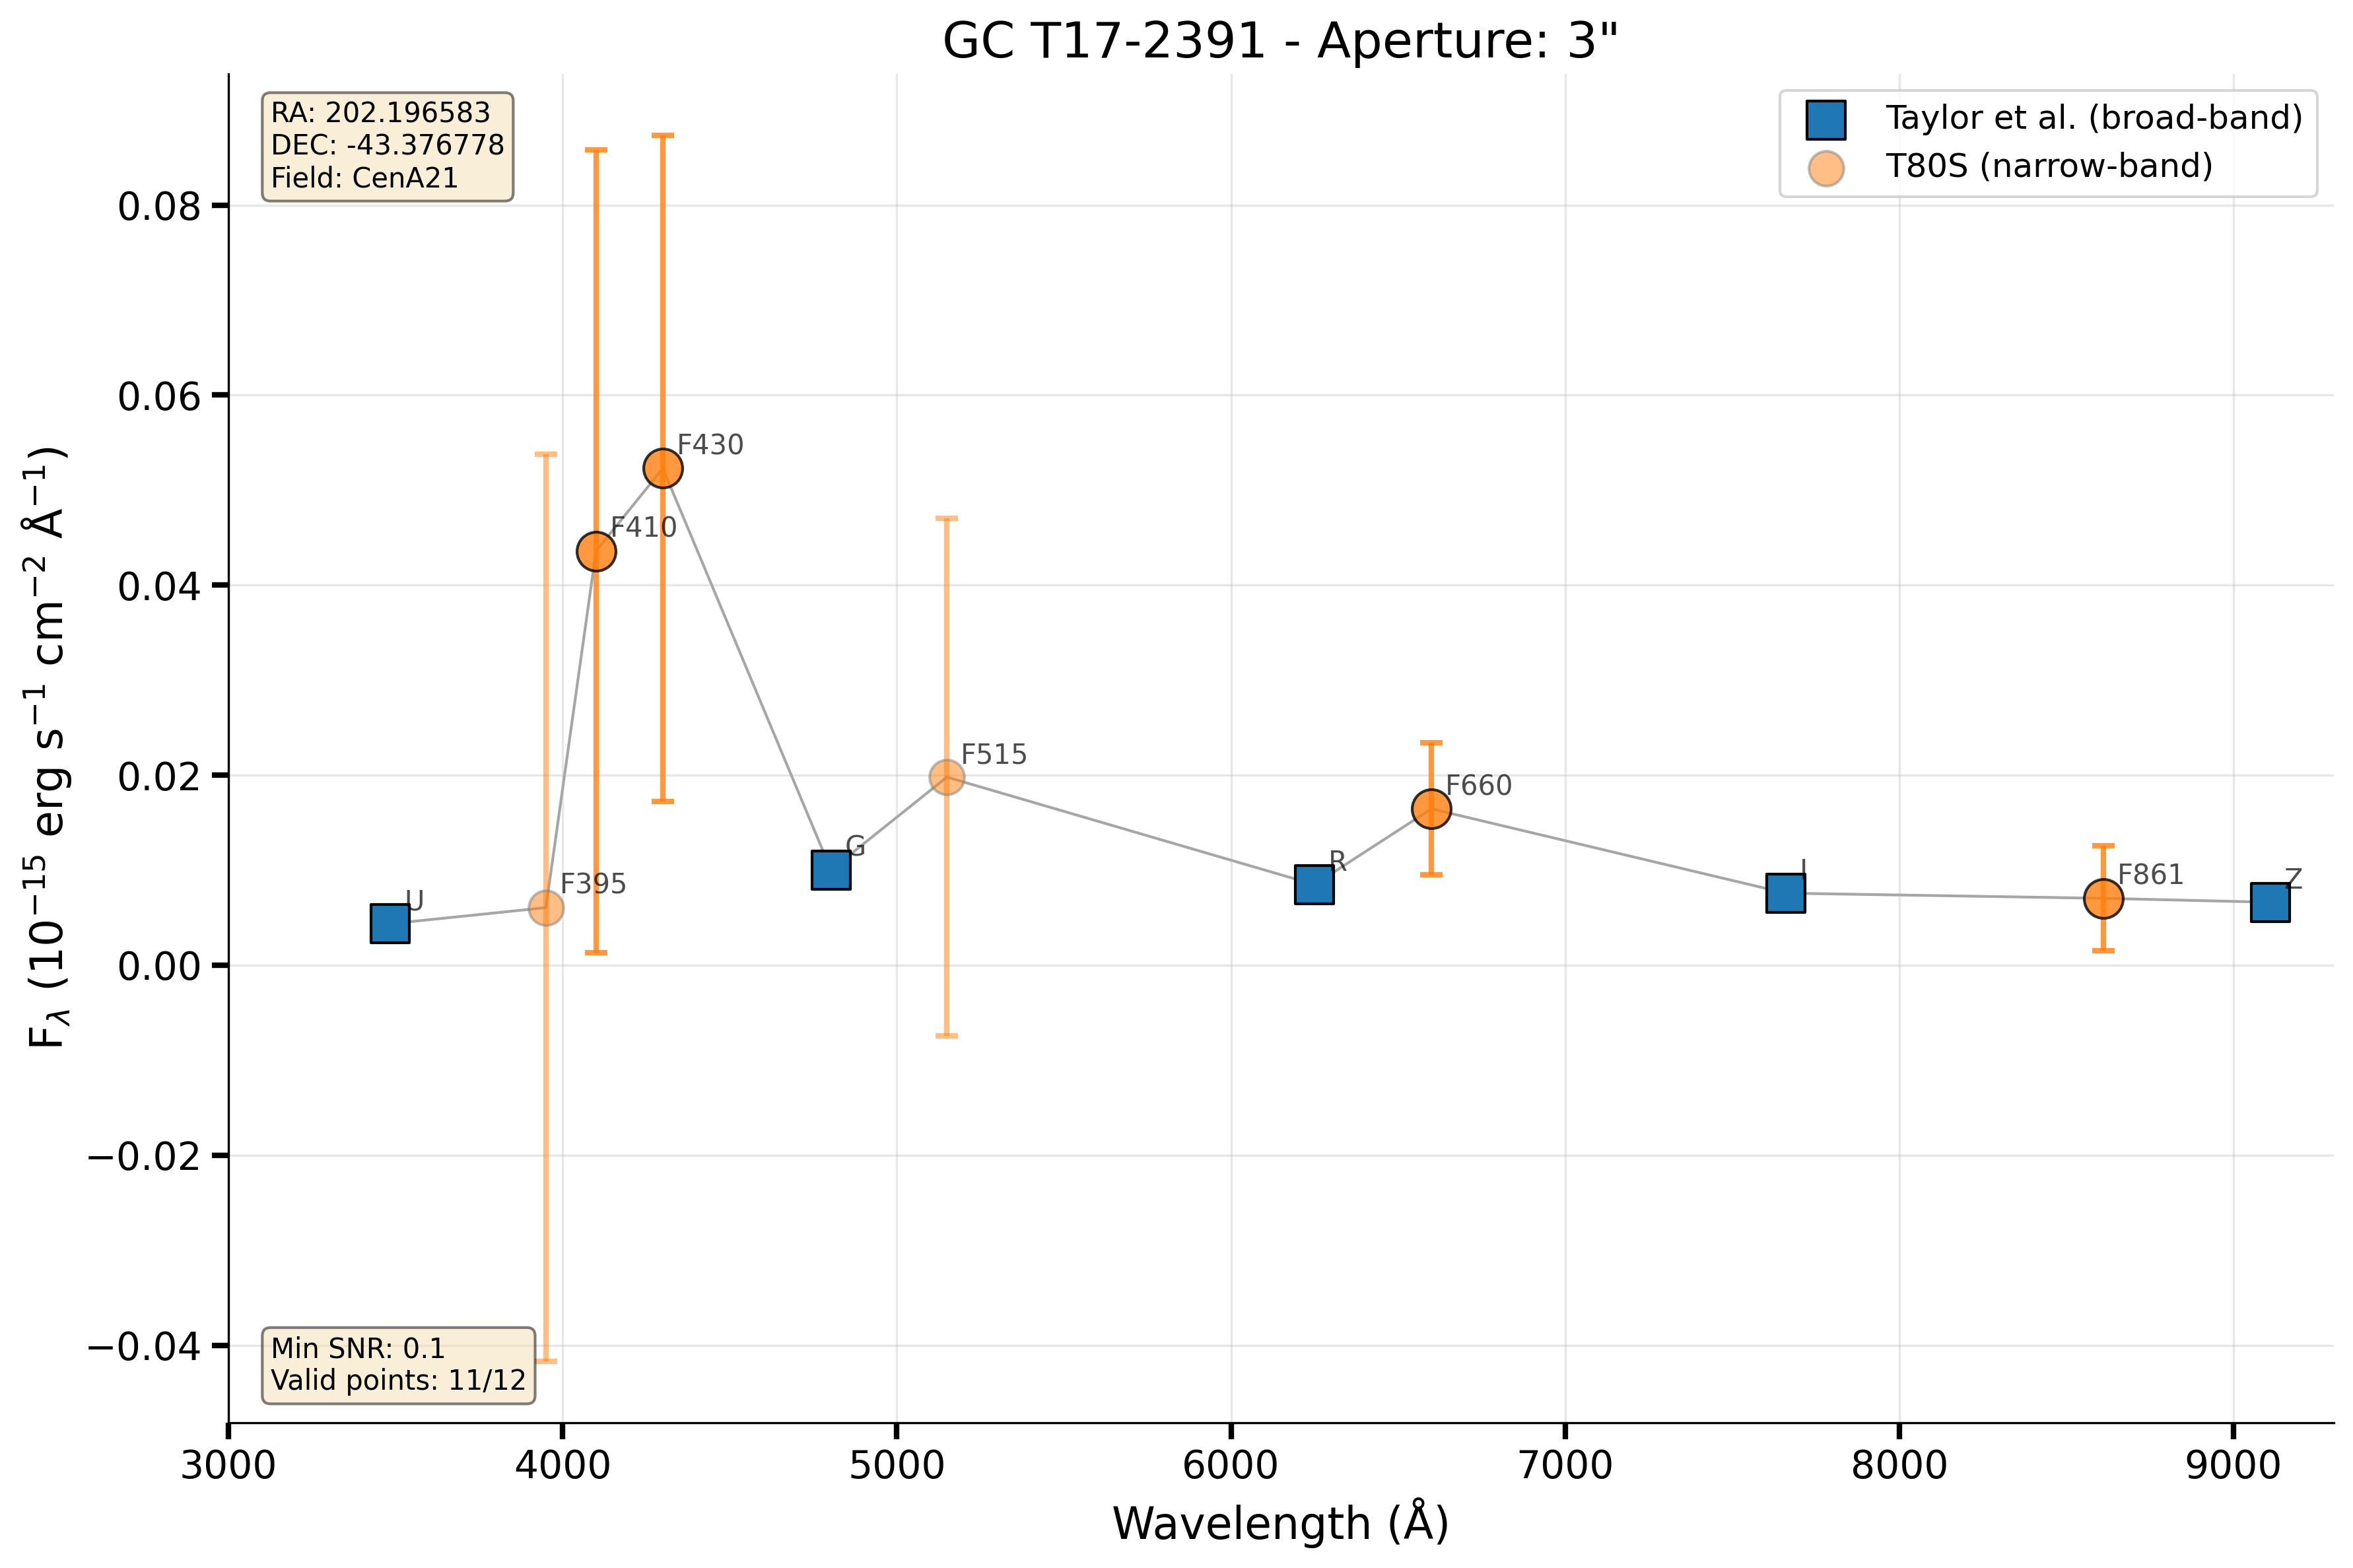 GC T17-2391 - Aperture: 3"
RA: 202.196583
DEC: -43.376778
Field: CenA21
Taylor et al. (broad-band)
T80S (narrow-band)
0.08
0.06
0.04
0.02
0.00
−0.02
−0.04
F_λ (10⁻¹⁵ erg s⁻¹ cm⁻² Å⁻¹)
U
F395
F410
F430
G
F515
R
F660
I
F861
Z
Min SNR: 0.1
Valid points: 11/12
3000 4000 5000 6000 7000 8000 9000
Wavelength (Å)